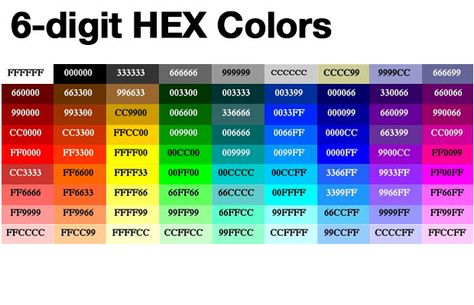 6-digit HEX Colors
FFFFFF 000000 333333 666666 999999 CCCCCC CCCC99 9999CC 666699
660000 663300 996633 003300 003333 003399 000066 330066 660066
990000 993300 CC9900 006600 336666 0033FF 000099 660099 990066
CC0000 CC3300 FFCC00 009900 006666 0066FF 0000CC 663399 CC0099
FF0000 FF3300 FFFF00 00CC00 009999 0099FF 0000FF 9900CC FF0099
CC3333 FF6600 FFFF33 00FF00 00CCCC 00CCFF 3366FF 9933FF FF00FF
FF6666 FF6633 FFFF66 66FF66 66CCCC 00FFFF 3399FF 9966FF FF66FF
FF9999 FF9966 FFFF99 99FF99 66FFCC 99FFFF 66CCFF 9999FF FF99FF
FFCCCC FFCC99 FFFFCC CCFFCC 99FFCC CCFFFF 99CCFF CCCCFF FFCCFF